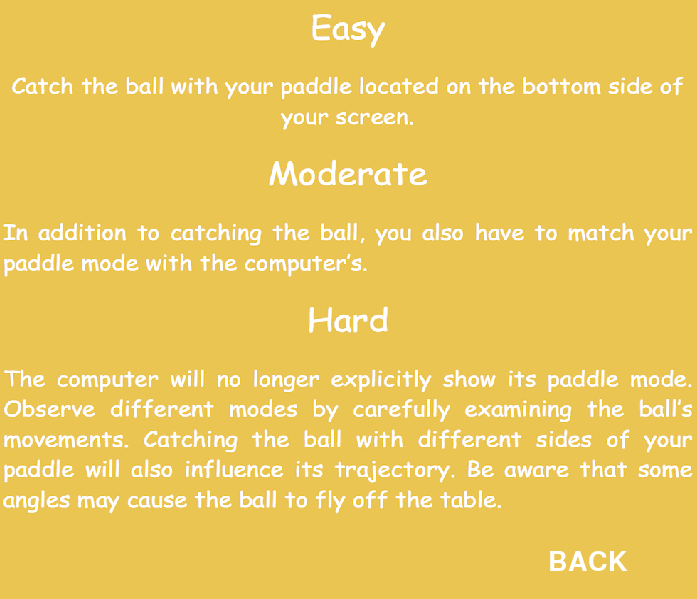 Easy
Catch the ball with your paddle located on the bottom side of
your screen.
Moderate
In addition to catching the ball, you also have to match your
paddle mode with the computer's.
Hard
The computer will no longer explicitly show its paddle mode.
Observe different modes by carefully examining the ball's
movements. Catching the ball with different sides of your
paddle will also influence its trajectory. Be aware that some
angles may cause the ball to fly off the table.
BACK